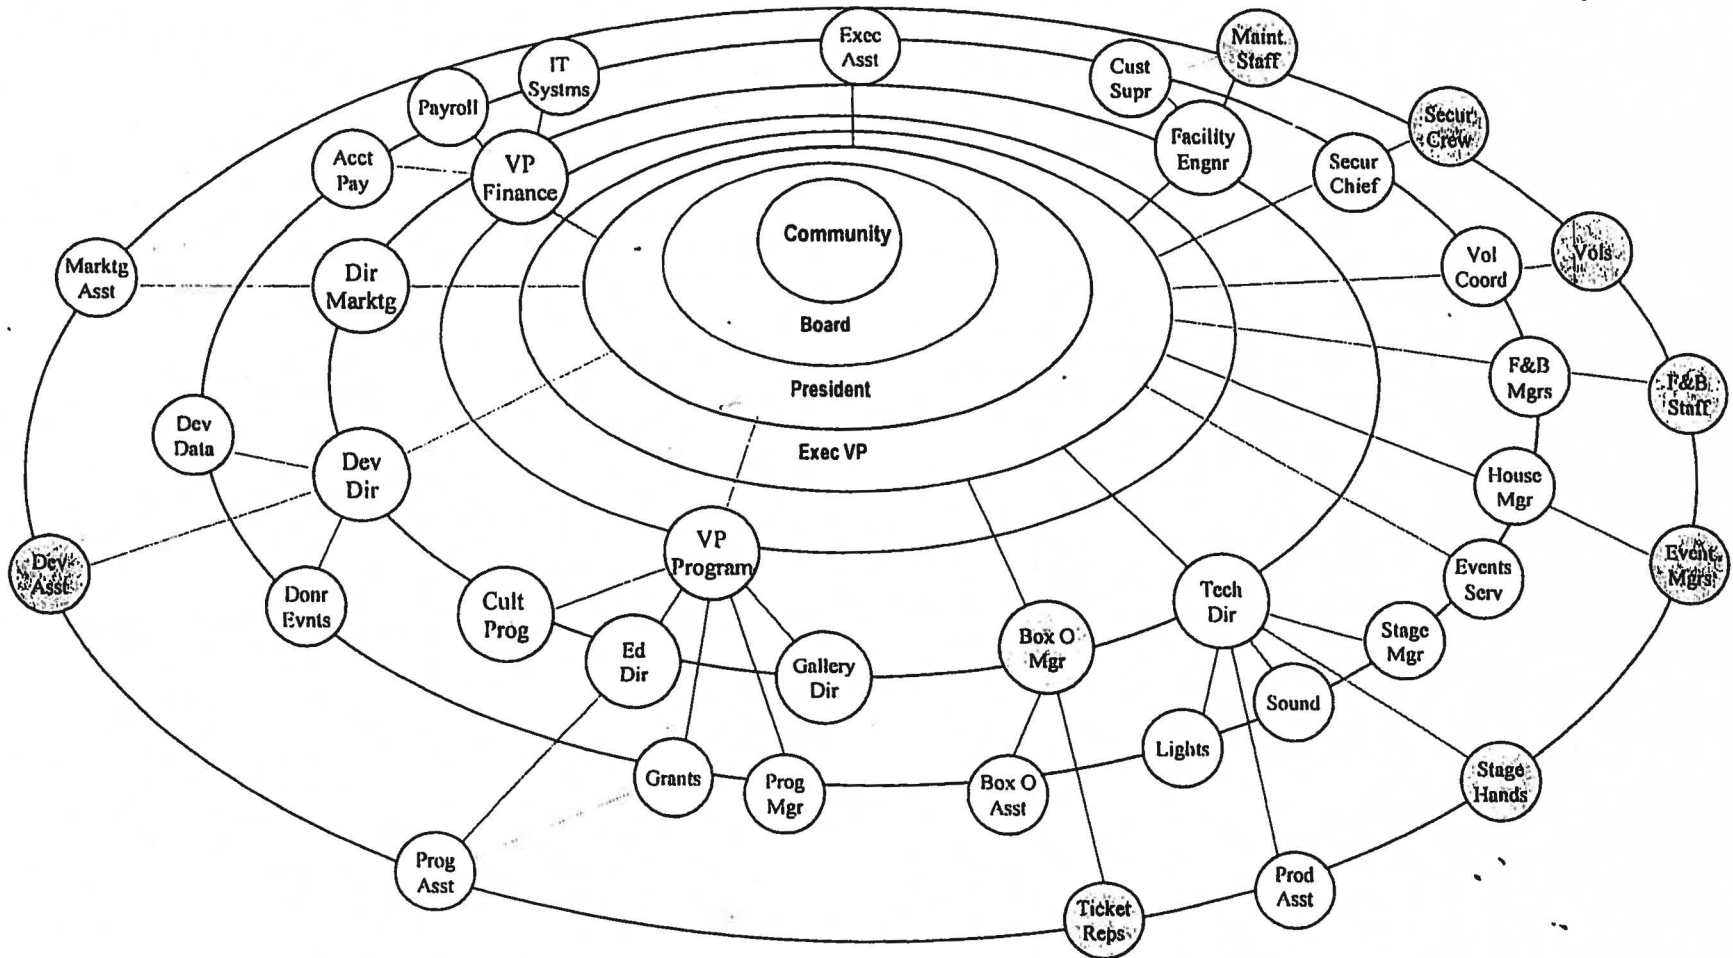 Exec
Asst
Maint.
Staff
IT
Systms
Cust
Supr
Payroll
Secur
Crew
Facility
Engnr
Acct
Pay
VP
Finance
Secur
Chief
Community
Marktg
Asst
Dir
Marktg
Vol
Coord
Vols
Board
President
F&B
Mgrs
F&B
Staff
Dev
Data
Dev
Dir
Exec VP
House
Mgr
Dev
Asst
VP
Program
Event
Mgrs
Events
Serv
Donr
Evnts
Cult
Prog
Tech
Dir
Ed
Dir
Gallery
Dir
Box O
Mgr
Stage
Mgr
Sound
Lights
Grants
Prog
Mgr
Box O
Asst
Stage
Hands
Prog
Asst
Prod
Asst
Ticket
Reps